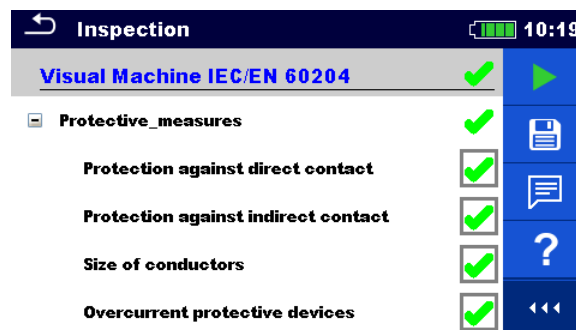 Inspection 10:19
Visual Machine IEC/EN 60204
Protective_measures
Protection against direct contact
Protection against indirect contact
Size of conductors
Overcurrent protective devices
?